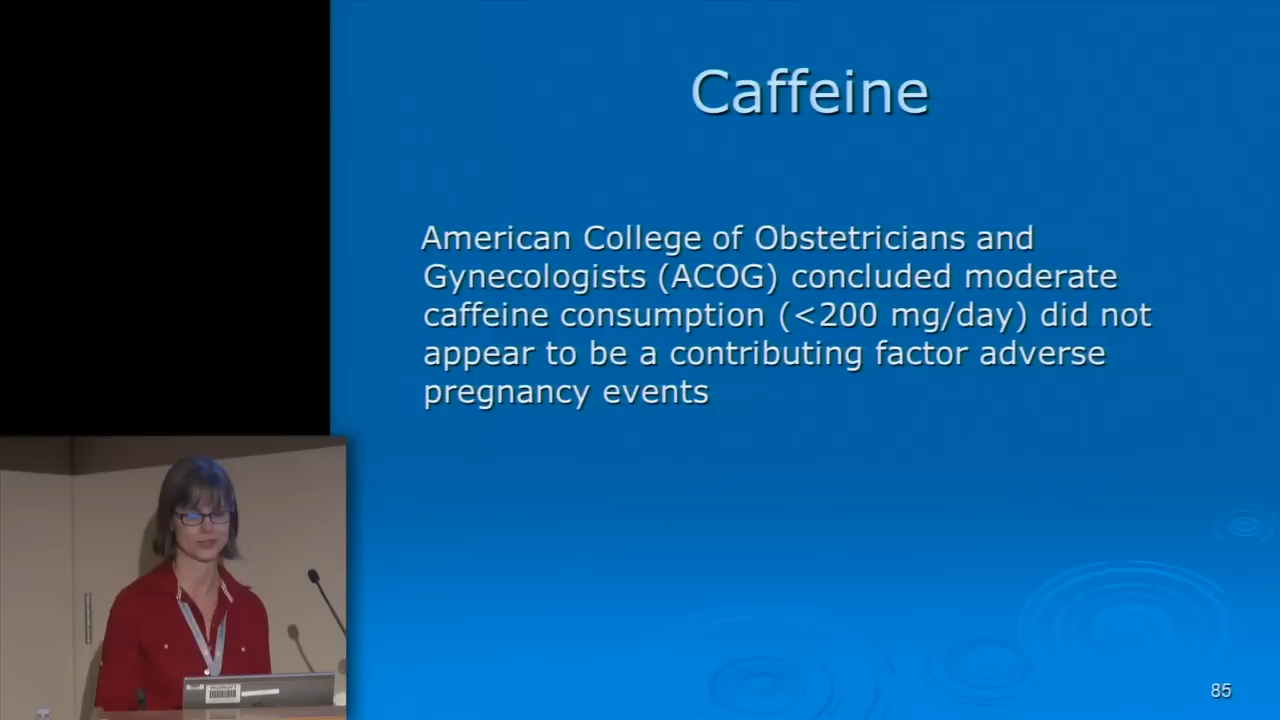 Caffeine
American College of Obstetricians and
Gynecologists (ACOG) concluded moderate
caffeine consumption (<200 mg/day) did not
appear to be a contributing factor adverse
pregnancy events
85